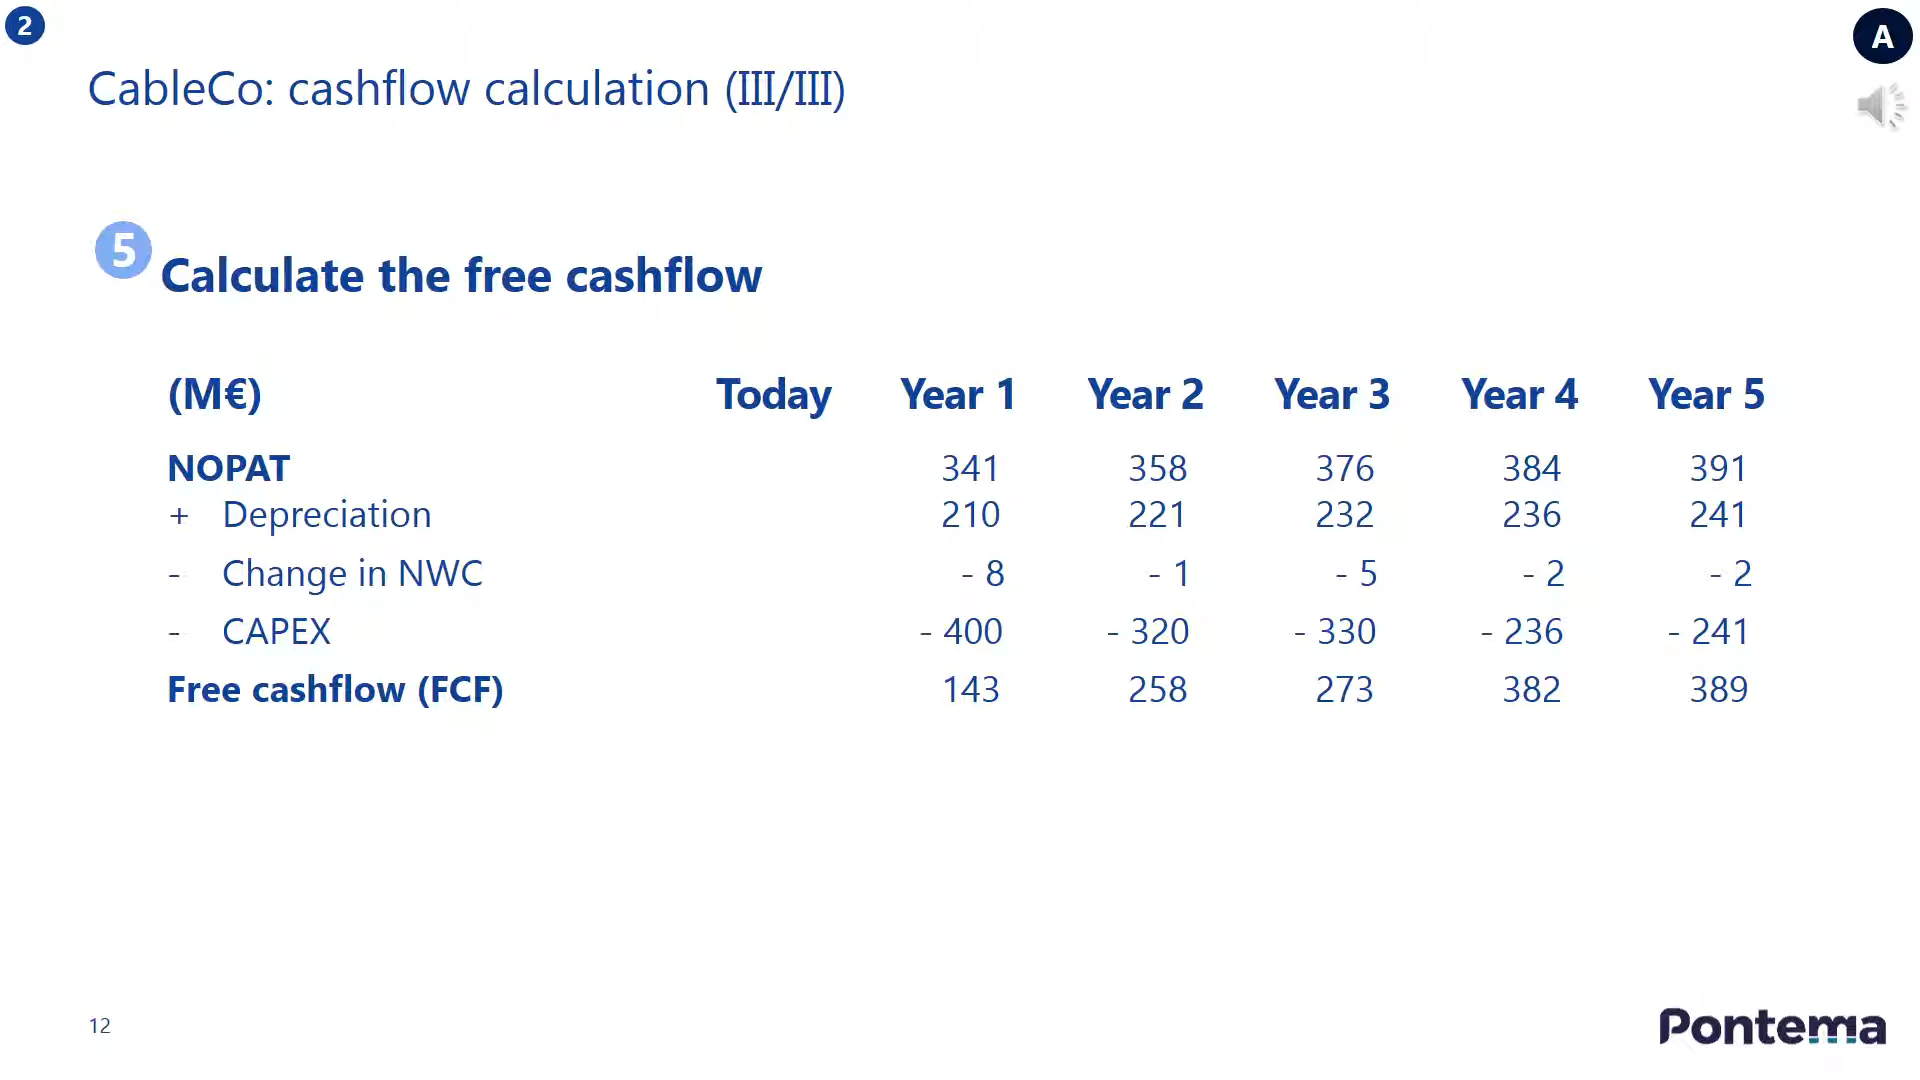 2
A
CableCo: cashflow calculation (III/III)
5
Calculate the free cashflow
(M€) Today Year 1 Year 2 Year 3 Year 4 Year 5
NOPAT 341 358 376 384 391
+ Depreciation 210 221 232 236 241
- Change in NWC - 8 - 1 - 5 - 2 - 2
- CAPEX - 400 - 320 - 330 - 236 - 241
Free cashflow (FCF) 143 258 273 382 389
12
Pontema